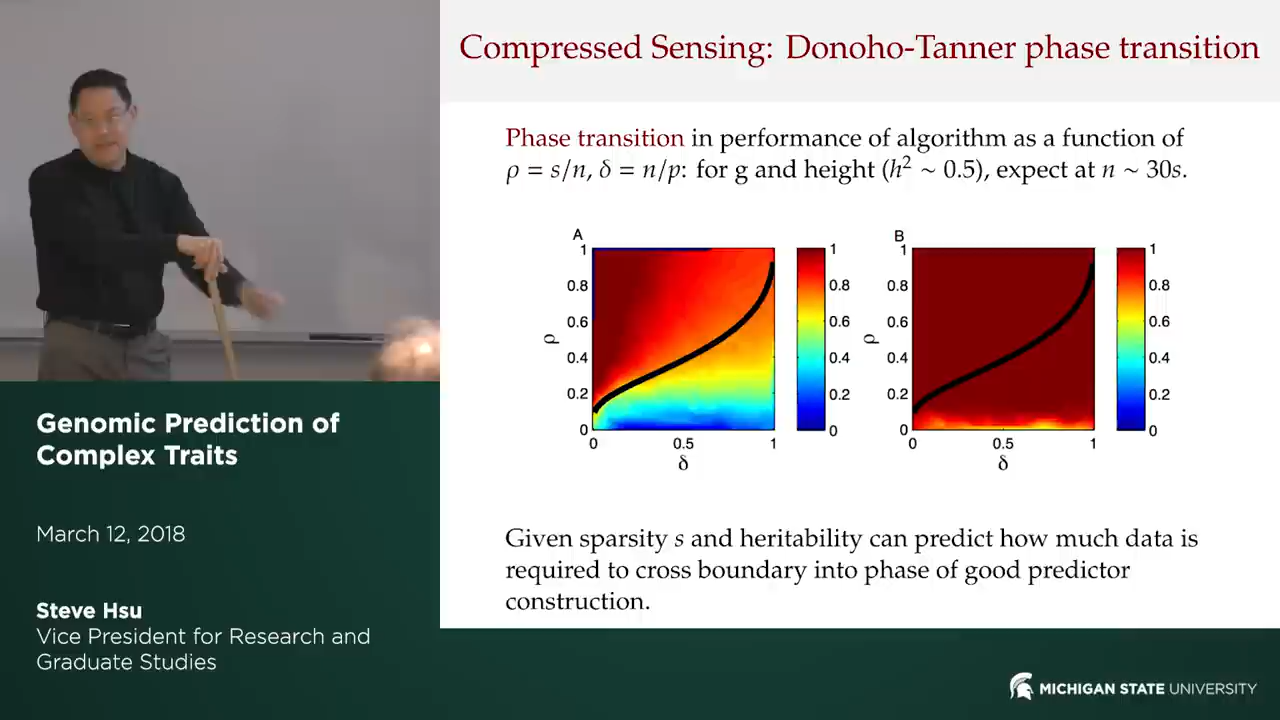 Compressed Sensing: Donoho-Tanner phase transition
Phase transition in performance of algorithm as a function of
ρ = s/n, δ = n/p: for g and height (h² ∼ 0.5), expect at n ∼ 30s.
A
1
0.8
0.6
0.4
0.2
0
ρ
0 0.5 1
δ
1
0.8
0.6
0.4
0.2
0
B
1
0.8
0.6
0.4
0.2
0
ρ
0 0.5 1
δ
1
0.8
0.6
0.4
0.2
0
Given sparsity s and heritability can predict how much data is
required to cross boundary into phase of good predictor
construction.
Genomic Prediction of
Complex Traits
March 12, 2018
Steve Hsu
Vice President for Research and
Graduate Studies
MICHIGAN STATE UNIVERSITY